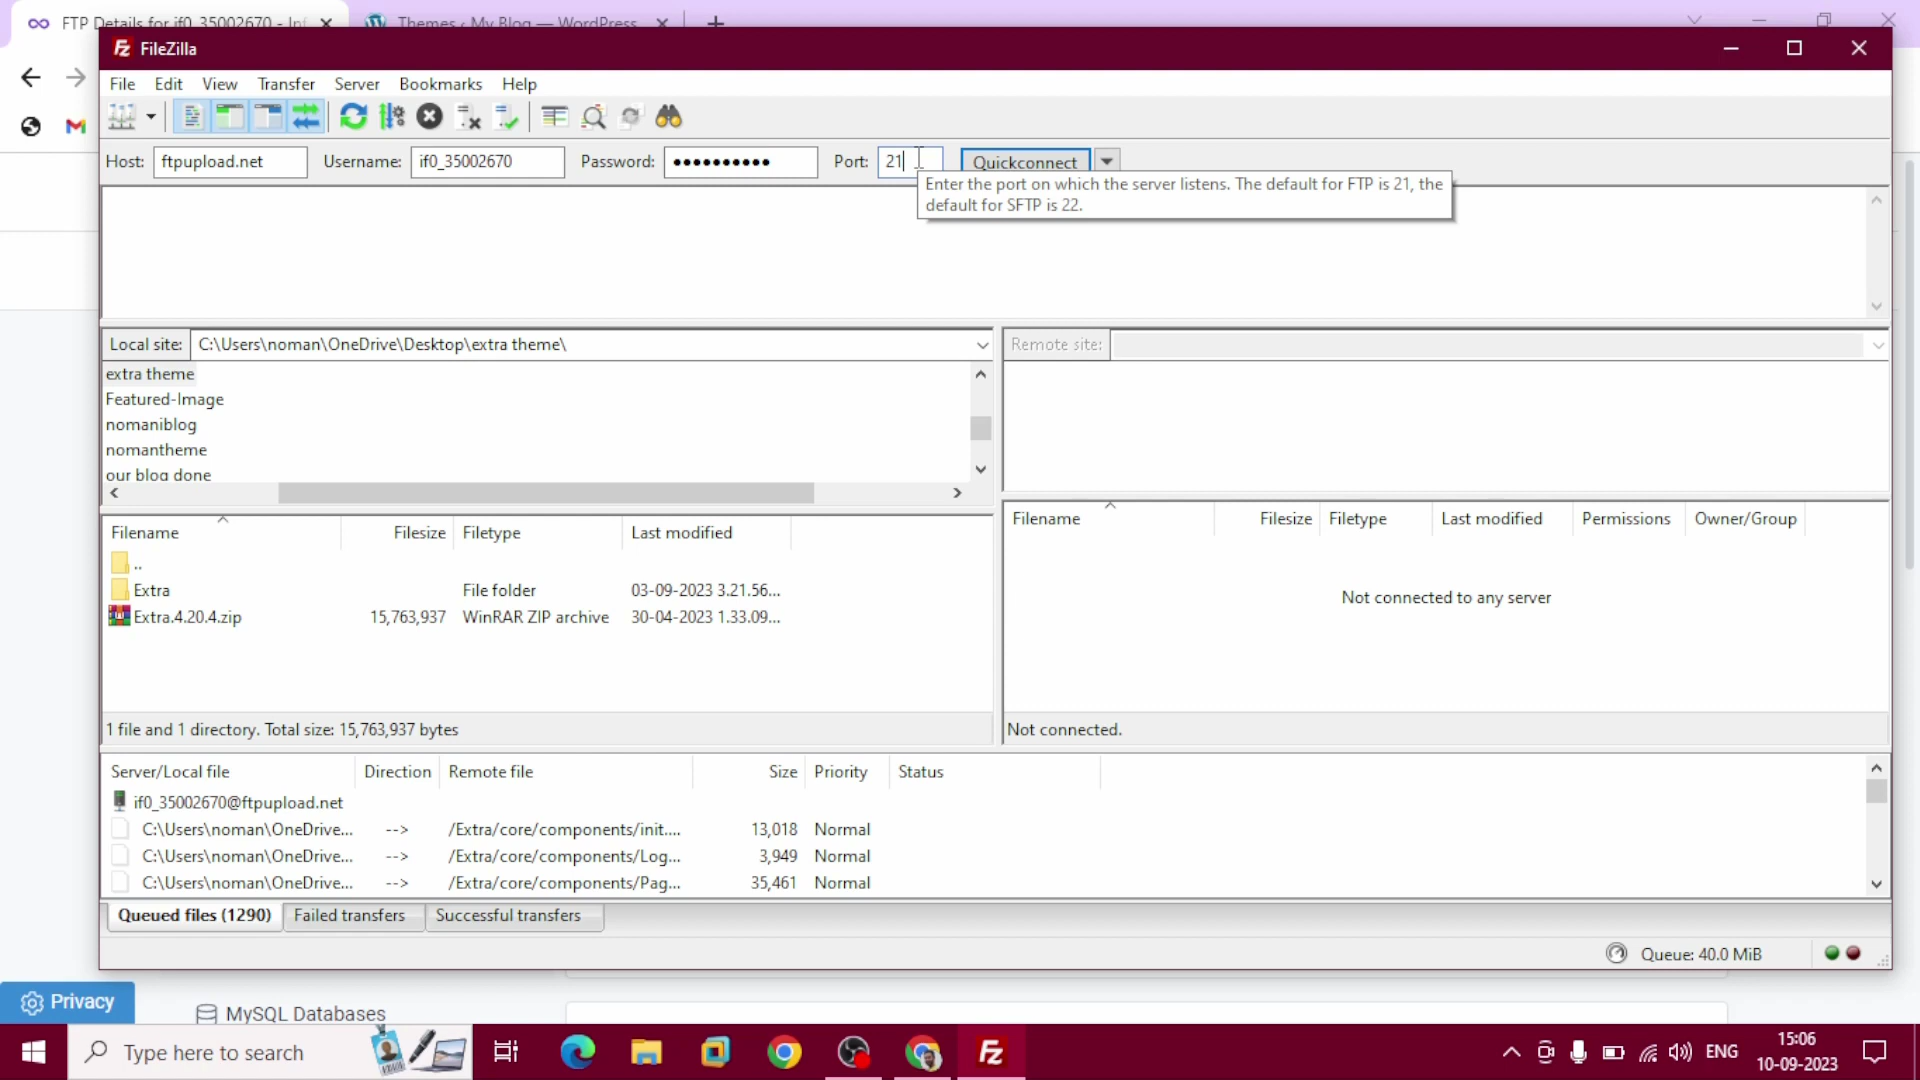 FTP Details for if0_35002670 - Inf
Themes ‹ My Blog — WordPress
FileZilla
File Edit View Transfer Server Bookmarks Help
Host: ftpupload.net Username: if0_35002670 Password: ●●●●●●●●●● Port: 21 Quickconnect
Enter the port on which the server listens. The default for FTP is 21, the
default for SFTP is 22.
Local site: C:\Users\noman\OneDrive\Desktop\extra theme\
Remote site:
extra theme
Featured-Image
nomaniblog
nomantheme
our blog done
Filename Filesize Filetype Last modified
..
Extra File folder 03-09-2023 3.21.56...
Extra.4.20.4.zip 15,763,937 WinRAR ZIP archive 30-04-2023 1.33.09...
1 file and 1 directory. Total size: 15,763,937 bytes
Filename Filesize Filetype Last modified Permissions Owner/Group
Not connected to any server
Not connected.
Server/Local file Direction Remote file Size Priority Status
if0_35002670@ftpupload.net
C:\Users\noman\OneDrive... --> /Extra/core/components/init.... 13,018 Normal
C:\Users\noman\OneDrive... --> /Extra/core/components/Log... 3,949 Normal
C:\Users\noman\OneDrive... --> /Extra/core/components/Pag... 35,461 Normal
Queued files (1290) Failed transfers Successful transfers
Queue: 40.0 MiB
Privacy
MySQL Databases
Type here to search
ENG
15:06
10-09-2023